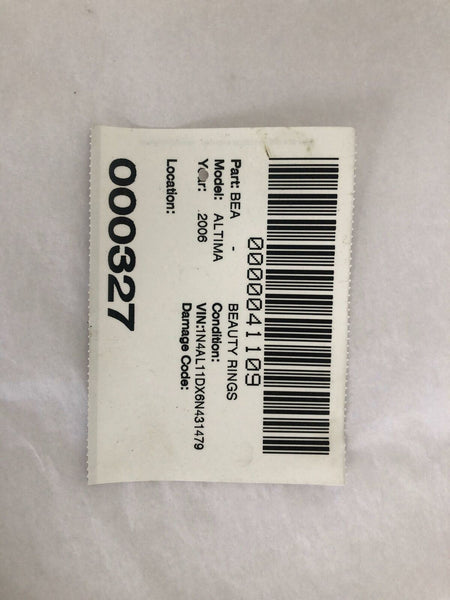 0000041109
Part: BEA - BEAUTY RINGS
Model: ALTIMA Condition:
Year: .2006 VIN:1N4AL11DX6N431479
Damage Code:
Location:
000327